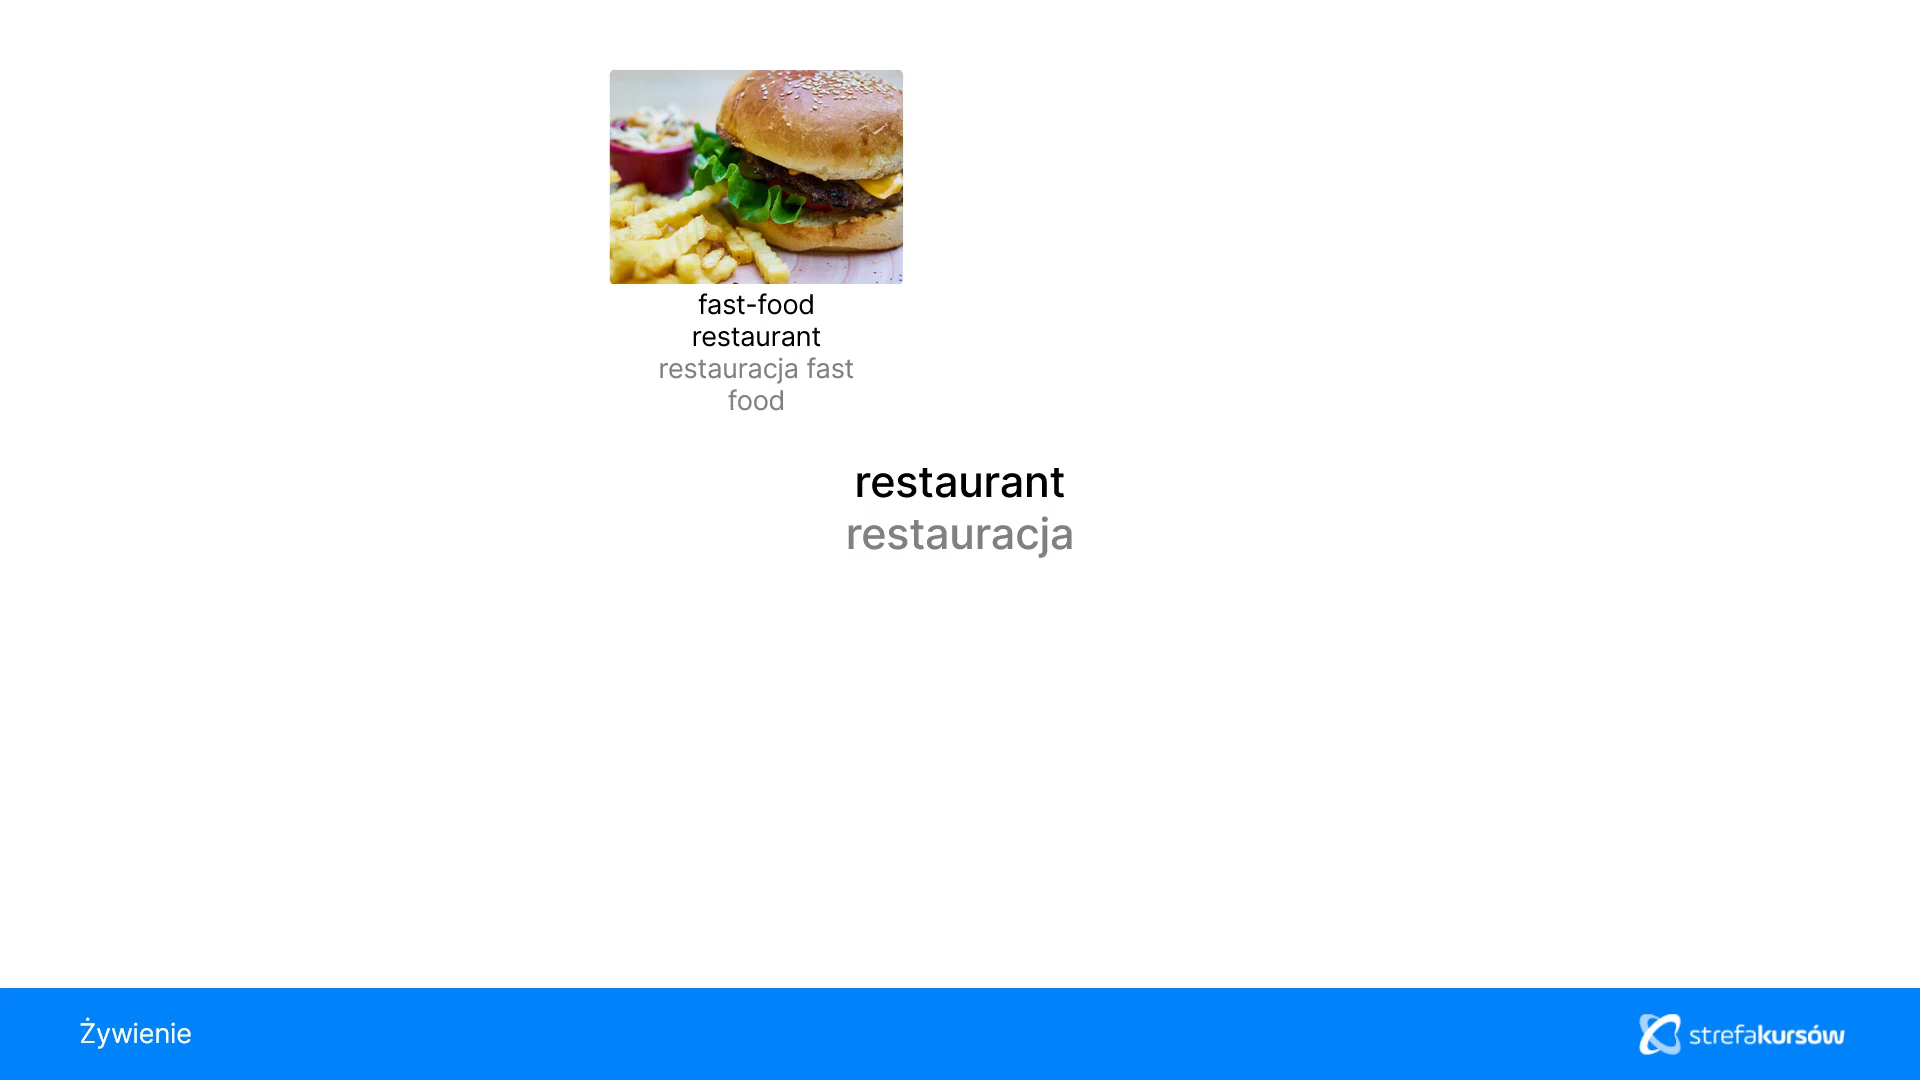 fast-food
restaurant
restauracja fast
food
restaurant
restauracja
Żywienie
strefakursów